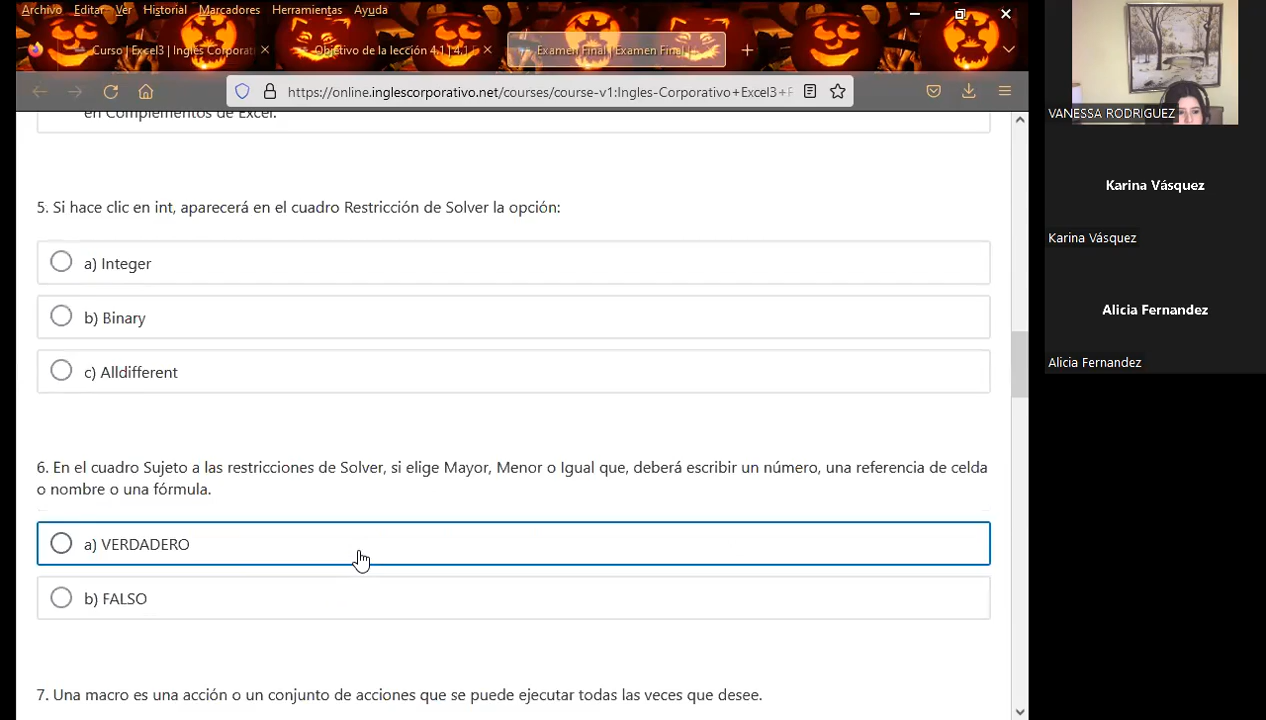 Archivo Editar Ver Historial Marcadores Herramientas Ayuda
Curso | Excel3 | Ingles Corporat
Objetivo de la lección 4.1 | 4.1 |
Examen Final | Examen Final |
https://online.inglescorporativo.net/courses/course-v1:Ingles-Corporativo+Excel3+F
en Complementos de Excel.
5. Si hace clic en int, aparecerá en el cuadro Restricción de Solver la opción:
a) Integer
b) Binary
c) Alldifferent
6. En el cuadro Sujeto a las restricciones de Solver, si elige Mayor, Menor o Igual que, deberá escribir un número, una referencia de celda
o nombre o una fórmula.
a) VERDADERO
b) FALSO
7. Una macro es una acción o un conjunto de acciones que se puede ejecutar todas las veces que desee.
VANESSA RODRIGUEZ
Karina Vásquez
Karina Vásquez
Alicia Fernandez
Alicia Fernandez